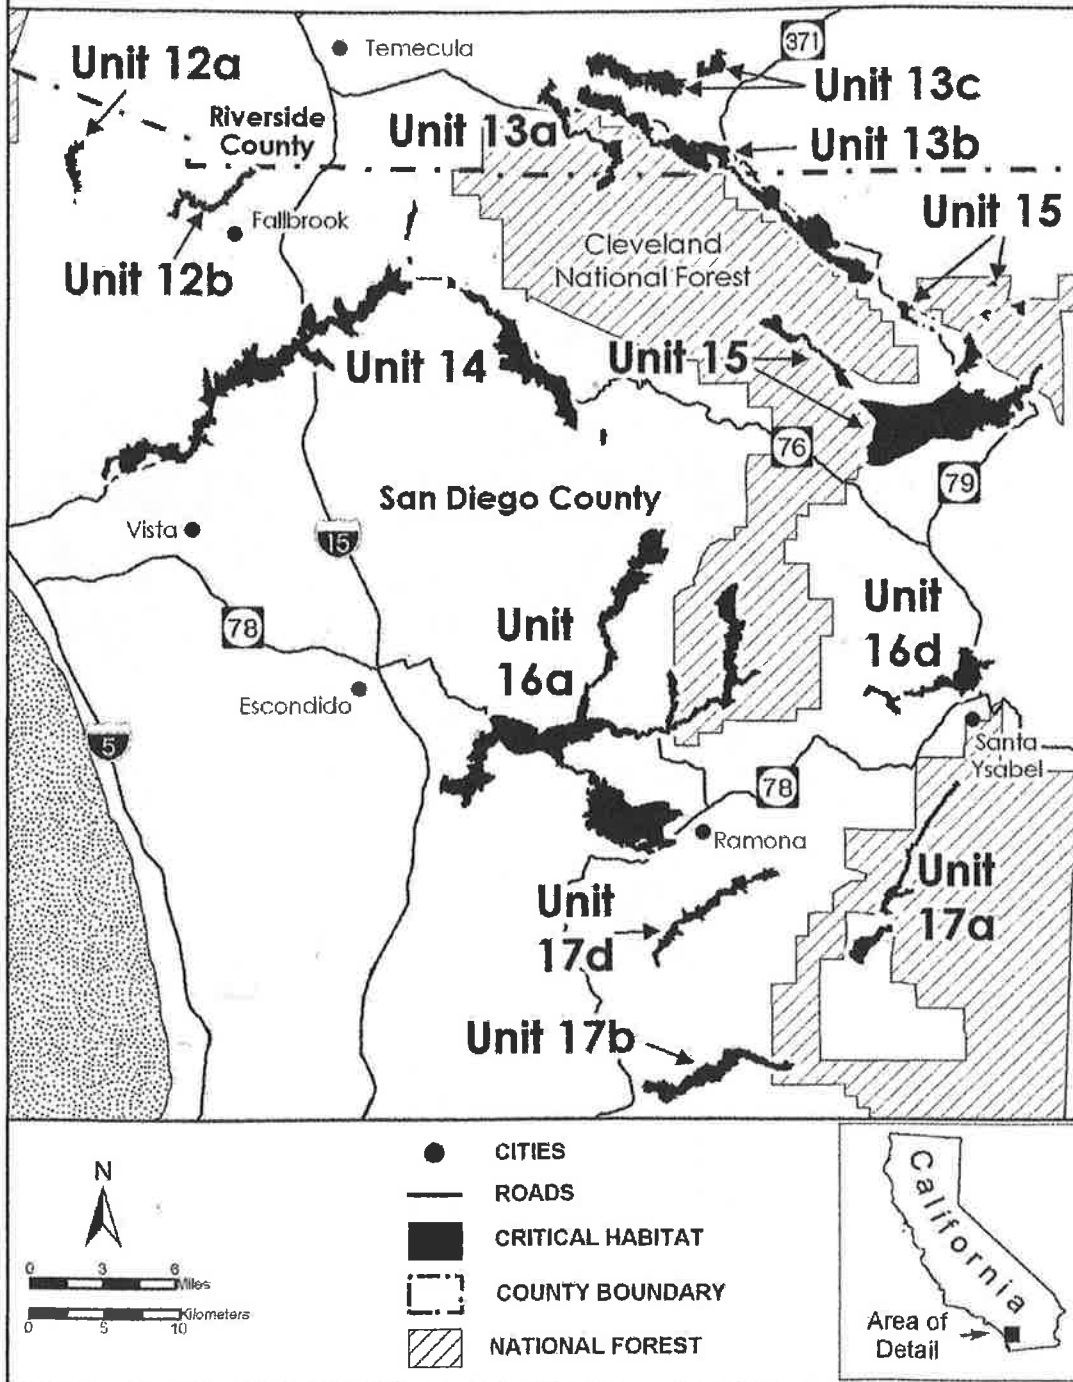 Temecula
371
Unit 12a
Unit 13c
Riverside
County
Unit 13a
Unit 13b
Unit 15
Fallbrook
Cleveland
National Forest
Unit 12b
Unit 14
Unit 15
76
79
San Diego County
Vista
15
78
Unit
16a
Unit
16d
Escondido
5
Santa
Ysabel
78
Ramona
Unit
17d
Unit
17a
Unit 17b
N
0 3 6
Miles
Kilometers
0 5 10
CITIES
ROADS
CRITICAL HABITAT
COUNTY BOUNDARY
NATIONAL FOREST
California
Area of
Detail